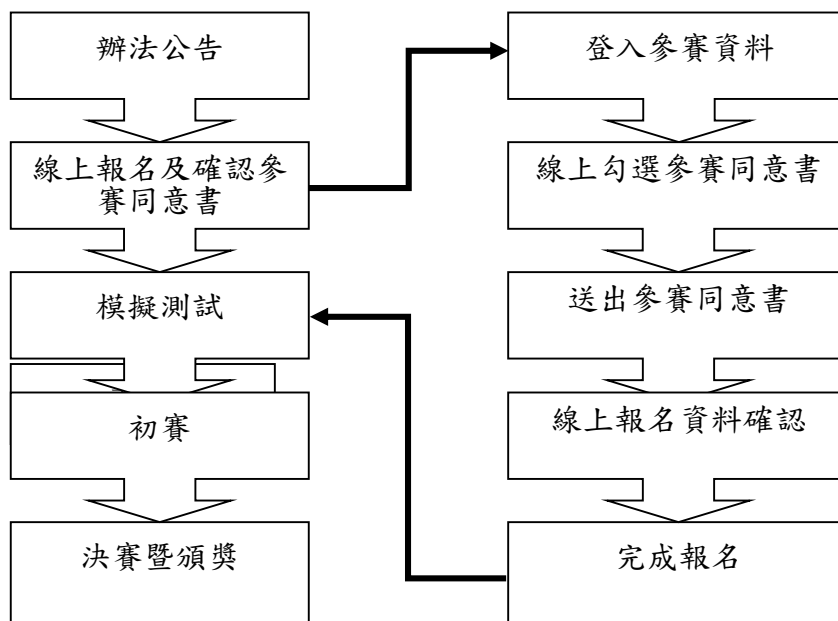 辦法公告
線上報名及確認參
賽同意書
模擬測試
初賽
決賽暨頒獎
登入參賽資料
線上勾選參賽同意書
送出參賽同意書
線上報名資料確認
完成報名